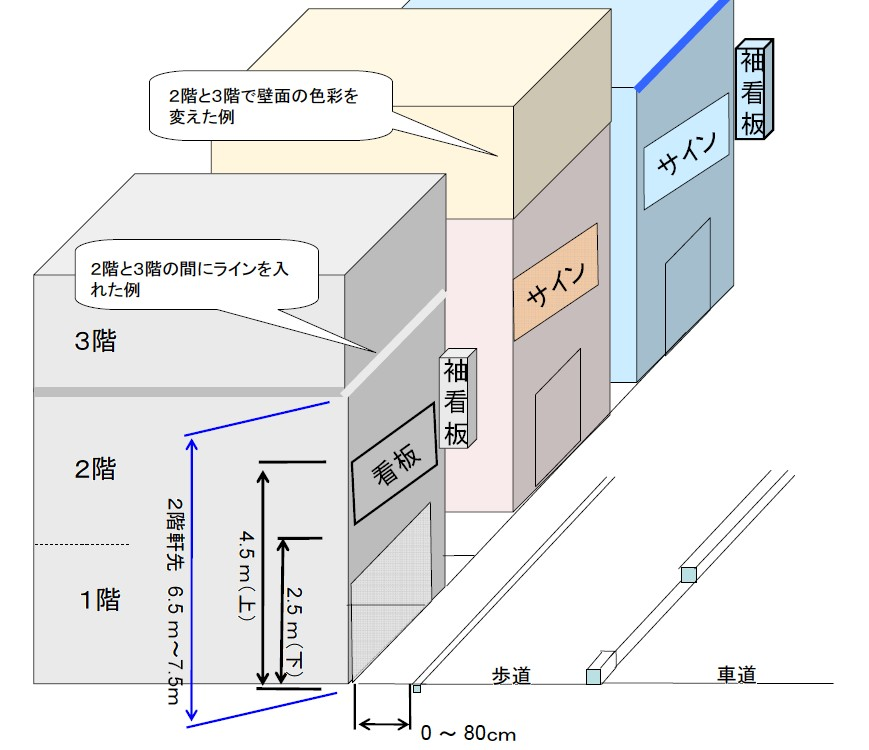 袖看板
サイン
2階と3階で壁面の色彩を
変えた例
サイン
2階と3階の間にラインを入
れた例
3階
袖看板
看板
2階
1階
2階軒先 6.5m~7.5m
4.5m(上)
2.5m(下)
歩道
車道
0 ~ 80cm